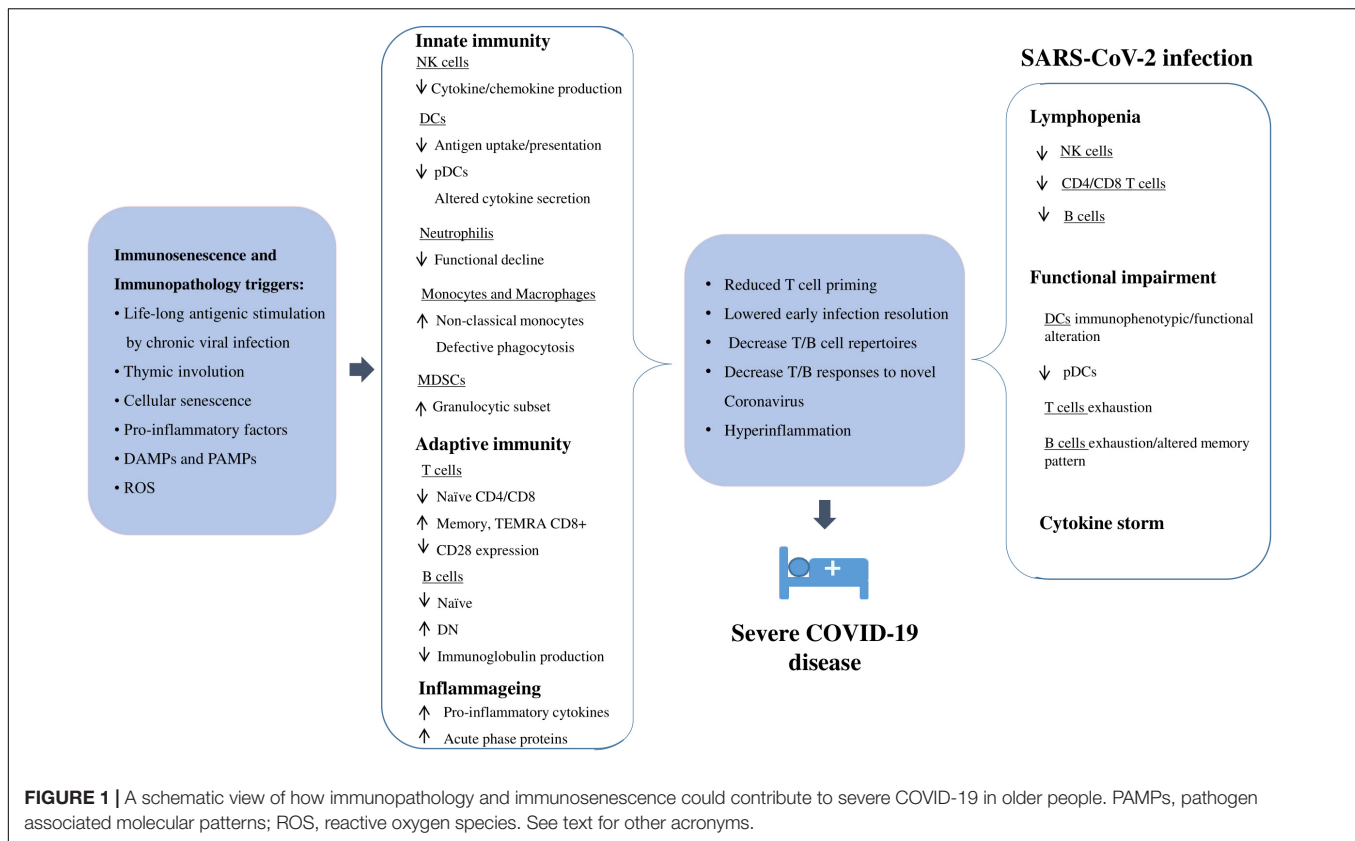 Immunosenescence and
Immunopathology triggers:
• Life-long antigenic stimulation
by chronic viral infection
• Thymic involution
• Cellular senescence
• Pro-inflammatory factors
• DAMPs and PAMPs
• ROS
Innate immunity
NK cells
↓ Cytokine/chemokine production
DCs
↓ Antigen uptake/presentation
↓ pDCs
Altered cytokine secretion
Neutrophilis
↓ Functional decline
Monocytes and Macrophages
↑ Non-classical monocytes
Defective phagocytosis
MDSCs
↑ Granulocytic subset
Adaptive immunity
T cells
↓ Naïve CD4/CD8
↑ Memory, TEMRA CD8+
↓ CD28 expression
B cells
↓ Naïve
↑ DN
↓ Immunoglobulin production
Inflammageing
↑ Pro-inflammatory cytokines
↑ Acute phase proteins
• Reduced T cell priming
• Lowered early infection resolution
• Decrease T/B cell repertoires
• Decrease T/B responses to novel
Coronavirus
• Hyperinflammation
Severe COVID-19
disease
SARS-CoV-2 infection
Lymphopenia
↓ NK cells
↓ CD4/CD8 T cells
↓ B cells
Functional impairment
DCs immunophenotypic/functional
alteration
↓ pDCs
T cells exhaustion
B cells exhaustion/altered memory
pattern
Cytokine storm
FIGURE 1 | A schematic view of how immunopathology and immunosenescence could contribute to severe COVID-19 in older people. PAMPs, pathogen
associated molecular patterns; ROS, reactive oxygen species. See text for other acronyms.